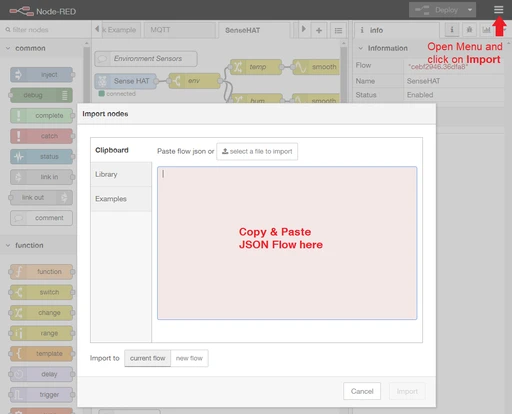 Node-RED
Deploy
filter nodes
k Example
MQTT
SenseHAT
info
common
Environment Sensors
Information
Open Menu and
click on Import
Flow
"cebf2946.36dfa8"
Name
SenseHAT
Status
Enabled
inject
debug
complete
catch
status
link in
link out
comment
Sense HAT
connected
env
temp
smooth
hum
smooth
Import nodes
Clipboard
Library
Examples
Paste flow json or
select a file to import
Copy & Paste
JSON Flow here
function
function
switch
change
range
template
delay
trigger
Import to
current flow
new flow
Cancel
Import